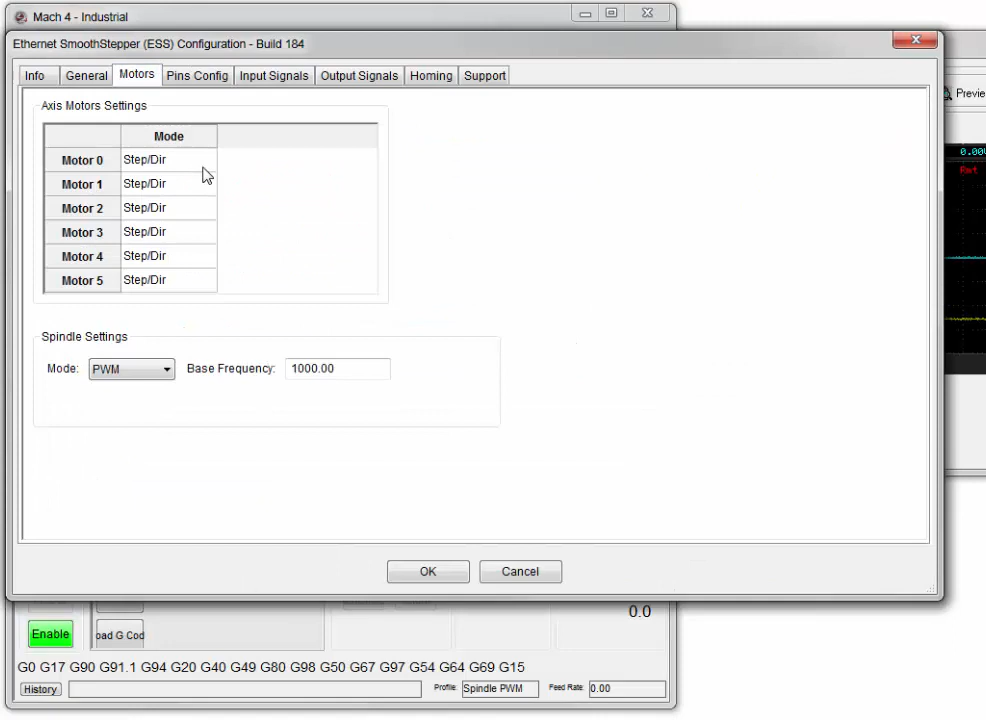 Mach 4 - Industrial
Ethernet SmoothStepper (ESS) Configuration - Build 184
Info General Motors Pins Config Input Signals Output Signals Homing Support
Previe
Axis Motors Settings
Mode
Motor 0 Step/Dir
Motor 1 Step/Dir
Motor 2 Step/Dir
Motor 3 Step/Dir
Motor 4 Step/Dir
Motor 5 Step/Dir
Spindle Settings
Mode: PWM Base Frequency: 1000.00
OK Cancel
0.0
Enable oad G Cod
G0 G17 G90 G91.1 G94 G20 G40 G49 G80 G98 G50 G67 G97 G54 G64 G69 G15
History Profile: Spindle PWM Feed Rate: 0.00